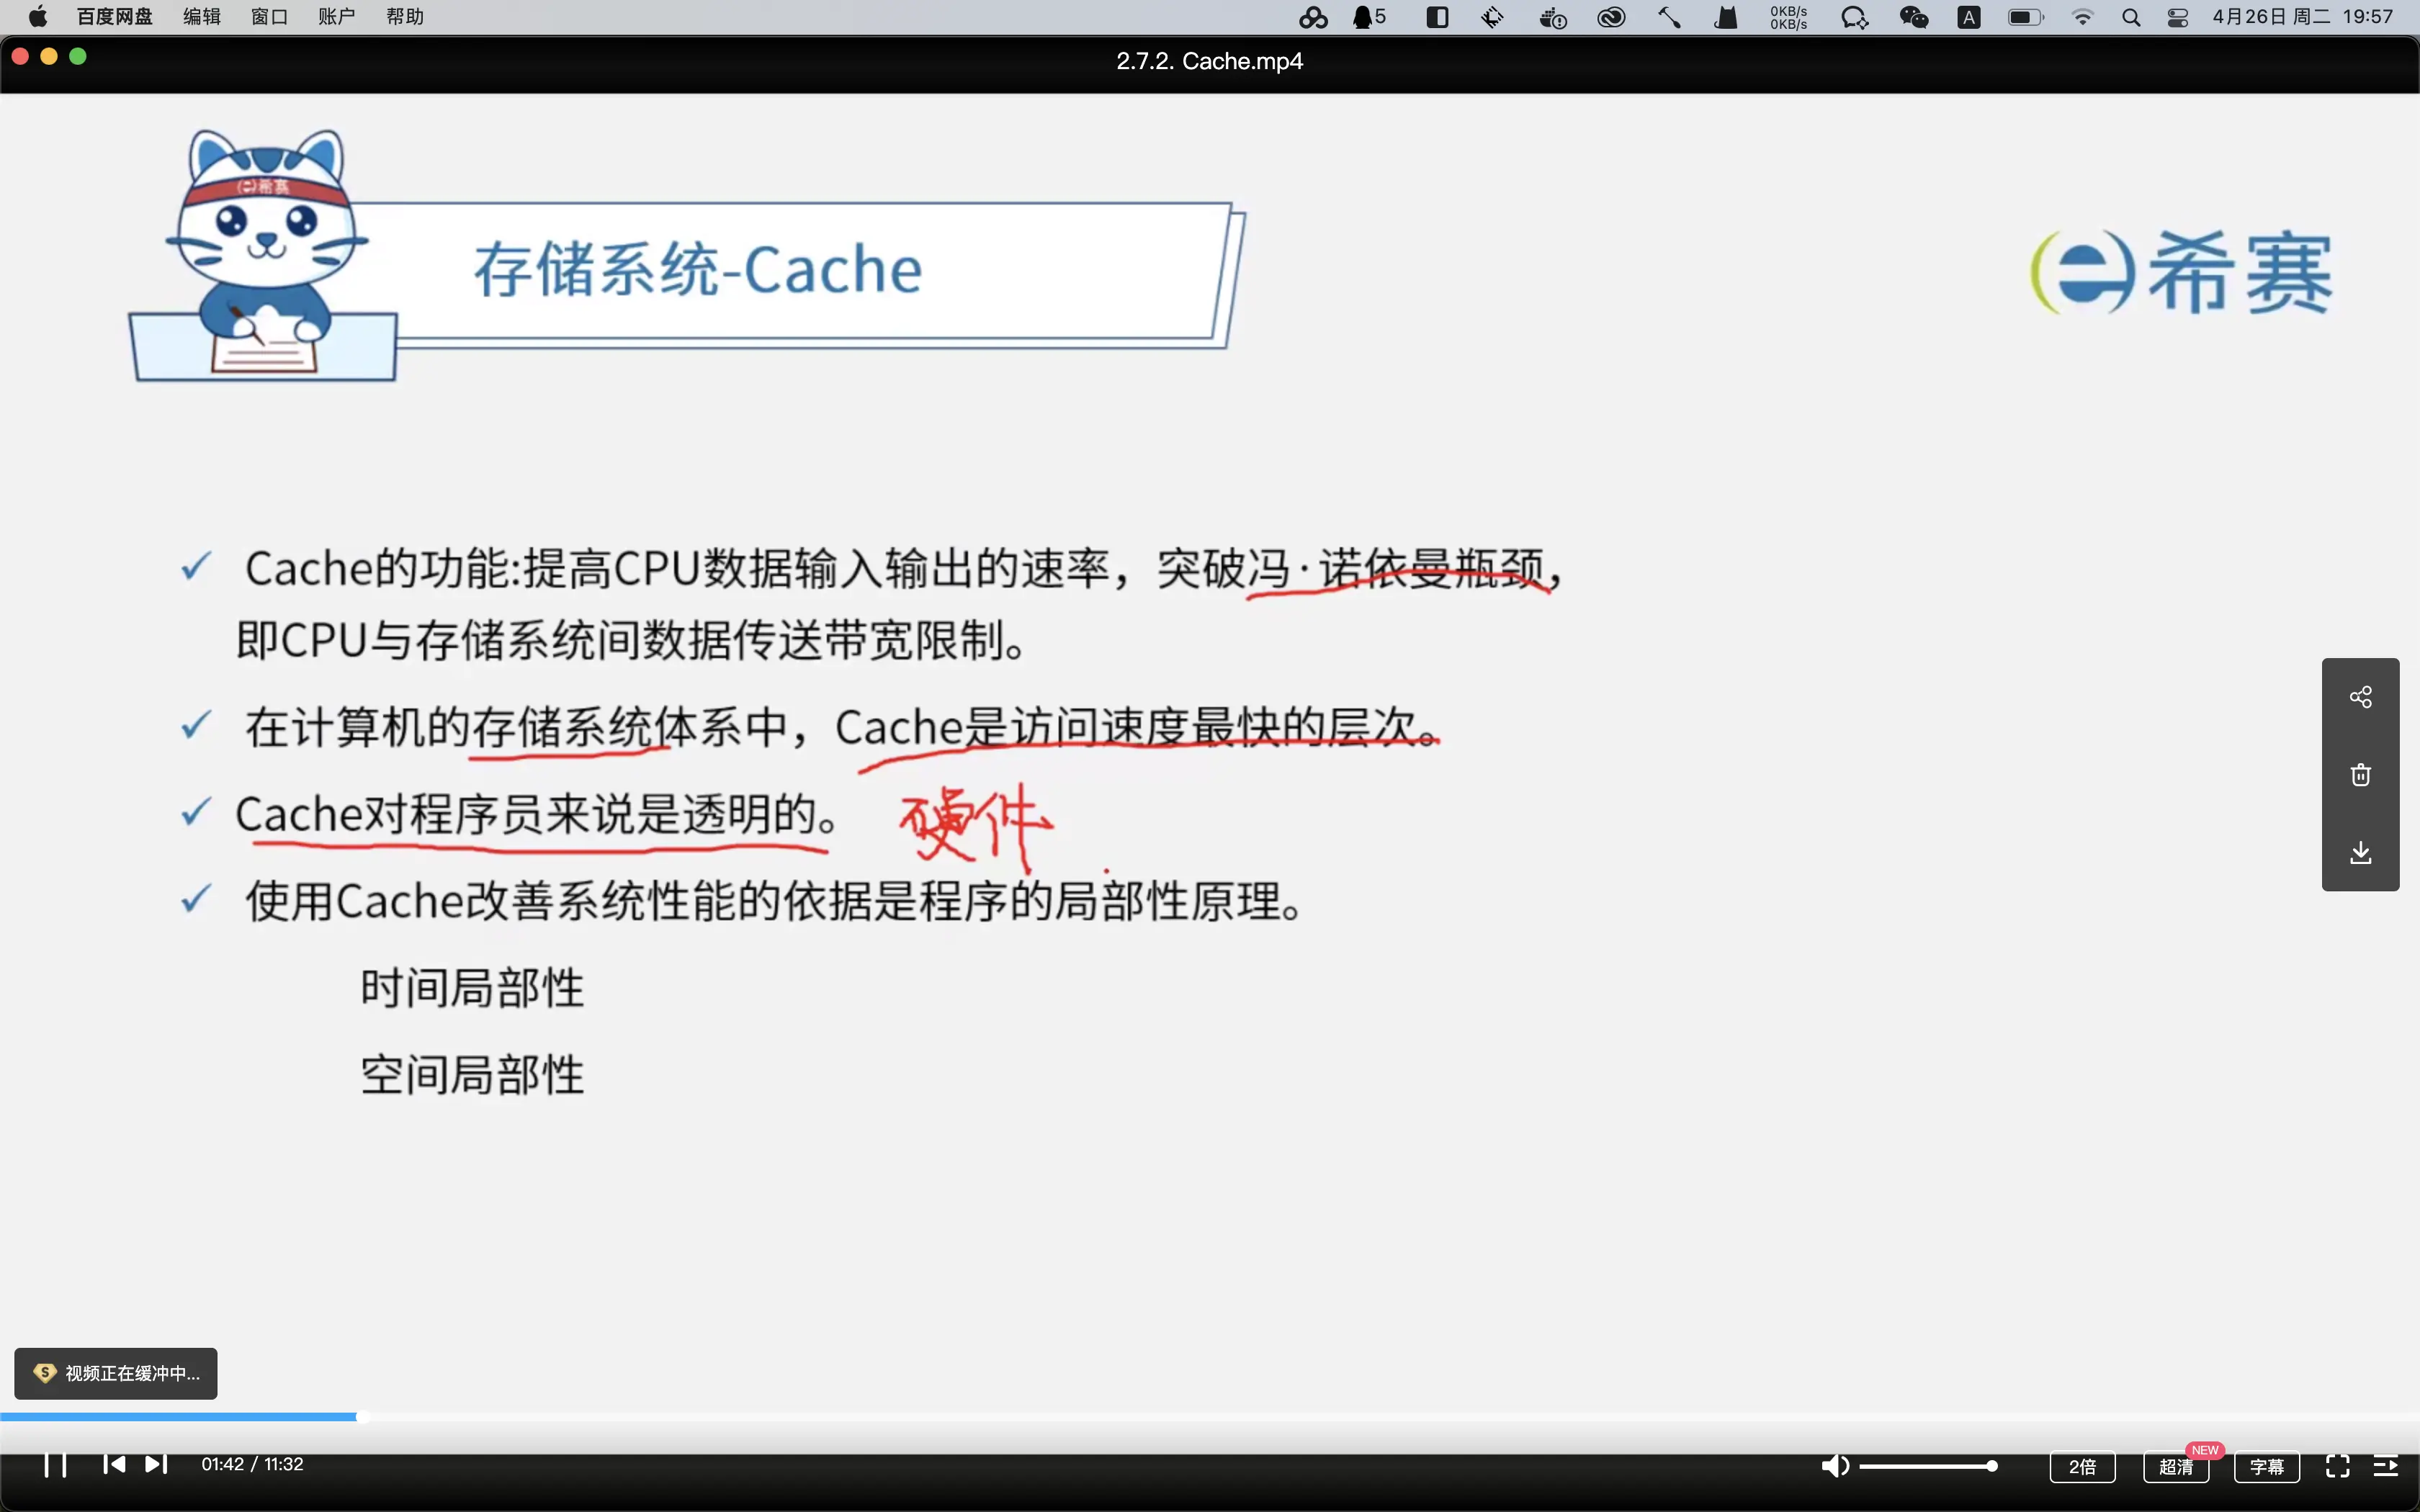 百度网盘 编辑 窗口 账户 帮助 5 0KB/s A 4月26日 周二 19:57
0KB/s
2.7.2. Cache.mp4
希赛
存储系统-Cache
希赛
Cache的功能:提高CPU数据输入输出的速率，突破冯·诺依曼瓶颈，
即CPU与存储系统间数据传送带宽限制。
在计算机的存储系统体系中，Cache是访问速度最快的层次。
Cache对程序员来说是透明的。 硬件
使用Cache改善系统性能的依据是程序的局部性原理。
时间局部性
空间局部性
S 视频正在缓冲中...
01:42 / 11:32 2倍 超清 NEW 字幕